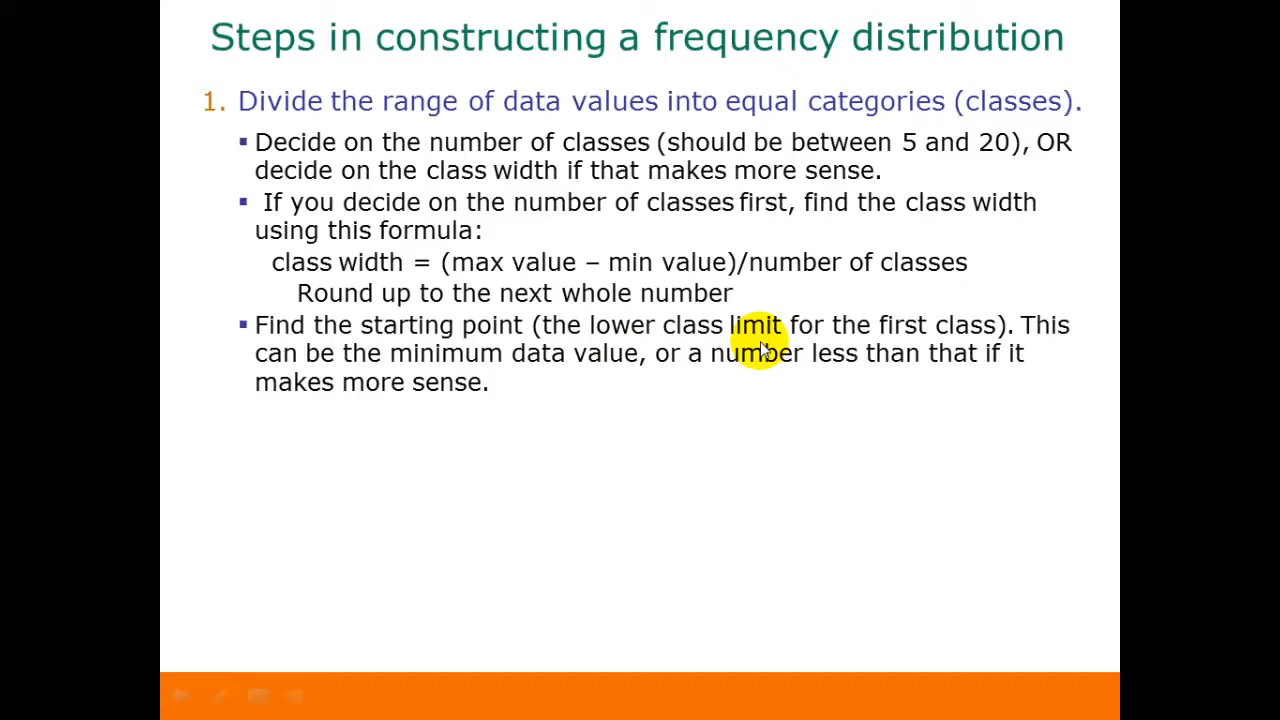 Steps in constructing a frequency distribution
1. Divide the range of data values into equal categories (classes).
▪ Decide on the number of classes (should be between 5 and 20), OR
decide on the class width if that makes more sense.
▪ If you decide on the number of classes first, find the class width
using this formula:
class width = (max value – min value)/number of classes
Round up to the next whole number
▪ Find the starting point (the lower class limit for the first class). This
can be the minimum data value, or a number less than that if it
makes more sense.